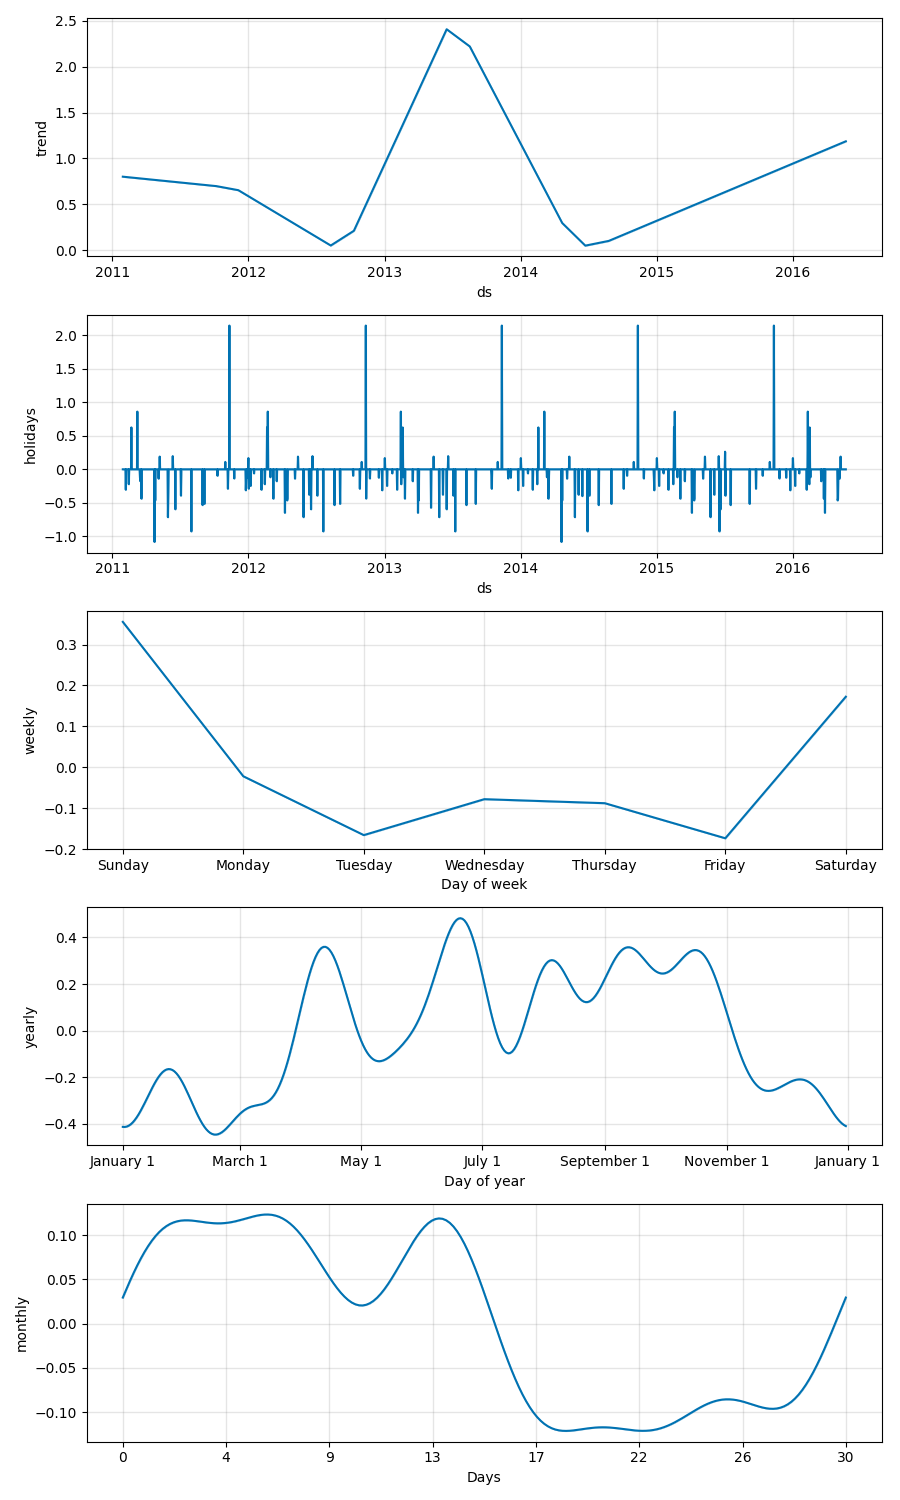 2.5
2.0
1.5
1.0
0.5
0.0
trend
2011 2012 2013 2014 2015 2016
ds
2.0
1.5
1.0
0.5
0.0
−0.5
−1.0
holidays
2011 2012 2013 2014 2015 2016
ds
0.3
0.2
0.1
0.0
−0.1
−0.2
weekly
Sunday Monday Tuesday Wednesday Thursday Friday Saturday
Day of week
0.4
0.2
0.0
−0.2
−0.4
yearly
January 1 March 1 May 1 July 1 September 1 November 1 January 1
Day of year
0.10
0.05
0.00
−0.05
−0.10
monthly
0 4 9 13 17 22 26 30
Days